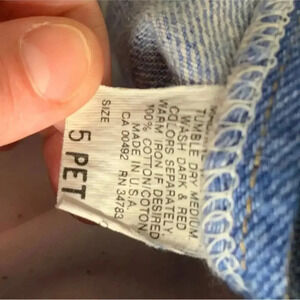 TUMBLE DRY MEDIUM
WASH DARK & RED
COLORS SEPARATELY
WARM IRON IF DESIRED
100% COTTON/COTON
MADE IN U.S.A.
CA 00492 RN 34783
SIZE
5 PET